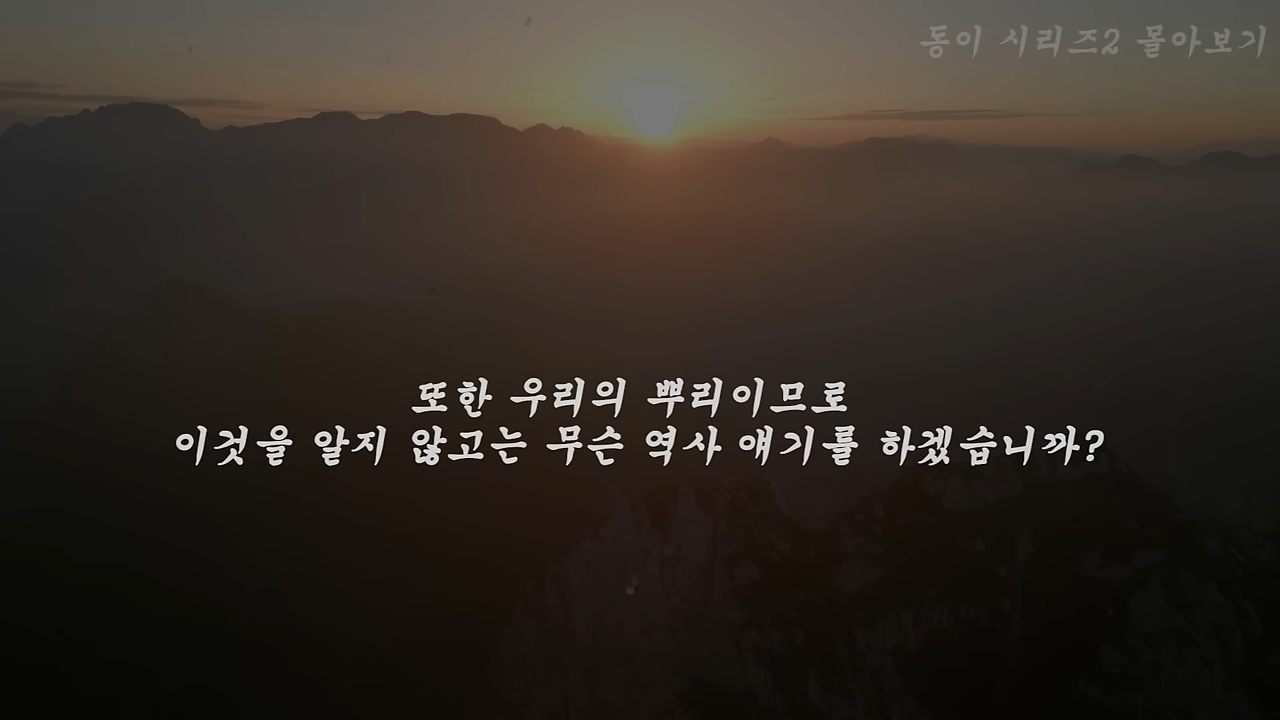 동이 시리즈2 몰아보기
또한 우리의 뿌리이므로
이것을 알지 않고는 무슨 역사 얘기를 하겠습니까?